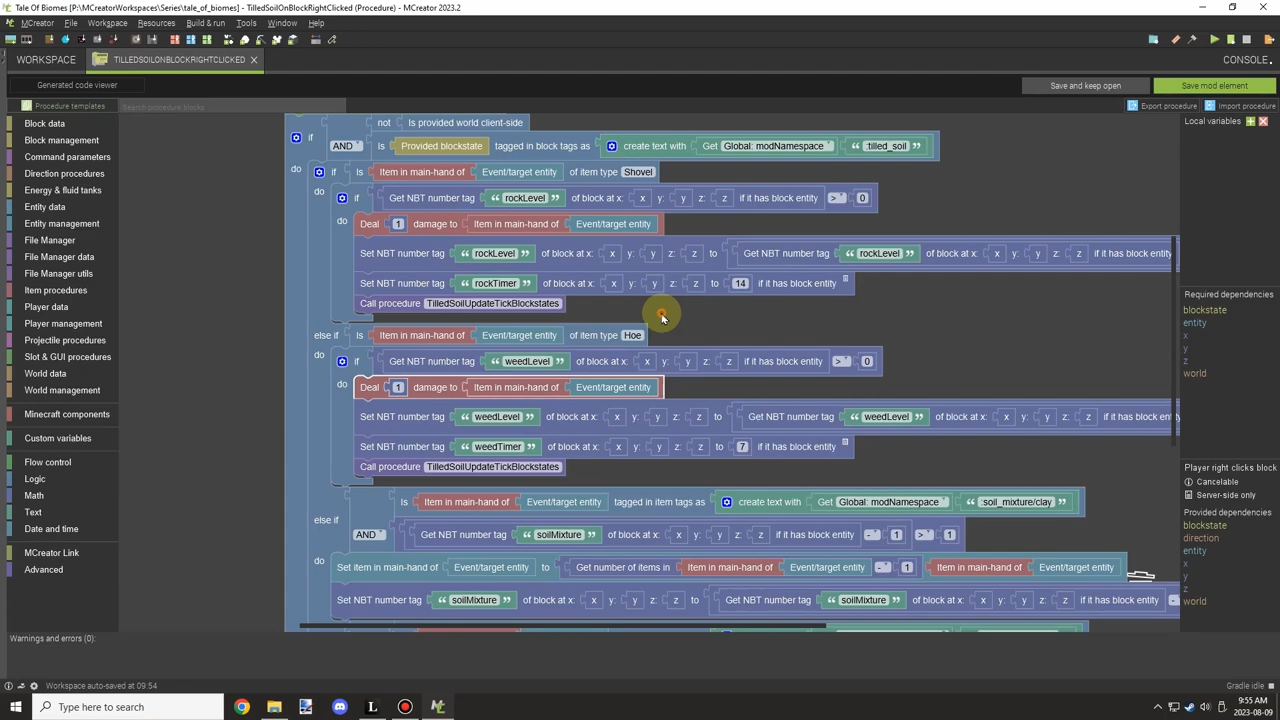 Tale Of Biomes [P:\MCreatorWorkspaces\Series\tale_of_biomes] - TilledSoilOnBlockRightClicked (Procedure) - MCreator 2023.2
MCreator File Workspace Resources Build & run Tools Window Help
WORKSPACE TILLEDSOILONBLOCKRIGHTCLICKED CONSOLE
Generated code viewer Save and keep open Save mod element
Procedure templates Search procedure blocks Export procedure Import procedure
Block data
Block management
Command parameters
Direction procedures
Energy & fluid tanks
Entity data
Entity management
File Manager
File Manager data
File Manager utils
Item procedures
Player data
Player management
Projectile procedures
Slot & GUI procedures
World data
World management
Minecraft components
Custom variables
Flow control
Logic
Math
Text
Date and time
MCreator Link
Advanced
not Is provided world client-side
if AND Is Provided blockstate tagged in block tags as create text with Get Global: modNamespace “ :tilled_soil ”
do if Is Item in main-hand of Event/target entity of item type Shovel
do if Get NBT number tag “ rockLevel ” of block at x: x y: y z: z if it has block entity > 0
do Deal 1 damage to Item in main-hand of Event/target entity
Set NBT number tag “ rockLevel ” of block at x: x y: y z: z to Get NBT number tag “ rockLevel ” of block at x: x y: y z: z if it has block entity
Set NBT number tag “ rockTimer ” of block at x: x y: y z: z to 14 if it has block entity
Call procedure TilledSoilUpdateTickBlockstates
else if Is Item in main-hand of Event/target entity of item type Hoe
do if Get NBT number tag “ weedLevel ” of block at x: x y: y z: z if it has block entity > 0
do Deal 1 damage to Item in main-hand of Event/target entity
Set NBT number tag “ weedLevel ” of block at x: x y: y z: z to Get NBT number tag “ weedLevel ” of block at x: x y: y z: z if it has block entity
Set NBT number tag “ weedTimer ” of block at x: x y: y z: z to 7 if it has block entity
Call procedure TilledSoilUpdateTickBlockstates
Is Item in main-hand of Event/target entity tagged in item tags as create text with Get Global: modNamespace “ :soil_mixture/clay ”
else if AND Get NBT number tag “ soilMixture ” of block at x: x y: y z: z if it has block entity - 1 > 1
do Set item in main-hand of Event/target entity to Get number of items in Item in main-hand of Event/target entity - 1 Item in main-hand of Event/target entity
Set NBT number tag “ soilMixture ” of block at x: x y: y z: z to Get NBT number tag “ soilMixture ” of block at x: x y: y z: z if it has block entity -
Local variables
Required dependencies
blockstate
entity
x
y
z
world
Player right clicks block
Cancelable
Server-side only
Provided dependencies:
blockstate
direction
entity
x
y
z
world
Warnings and errors (0):
Workspace auto-saved at 09:54 Gradle idle
Type here to search
9:55 AM
2023-08-09